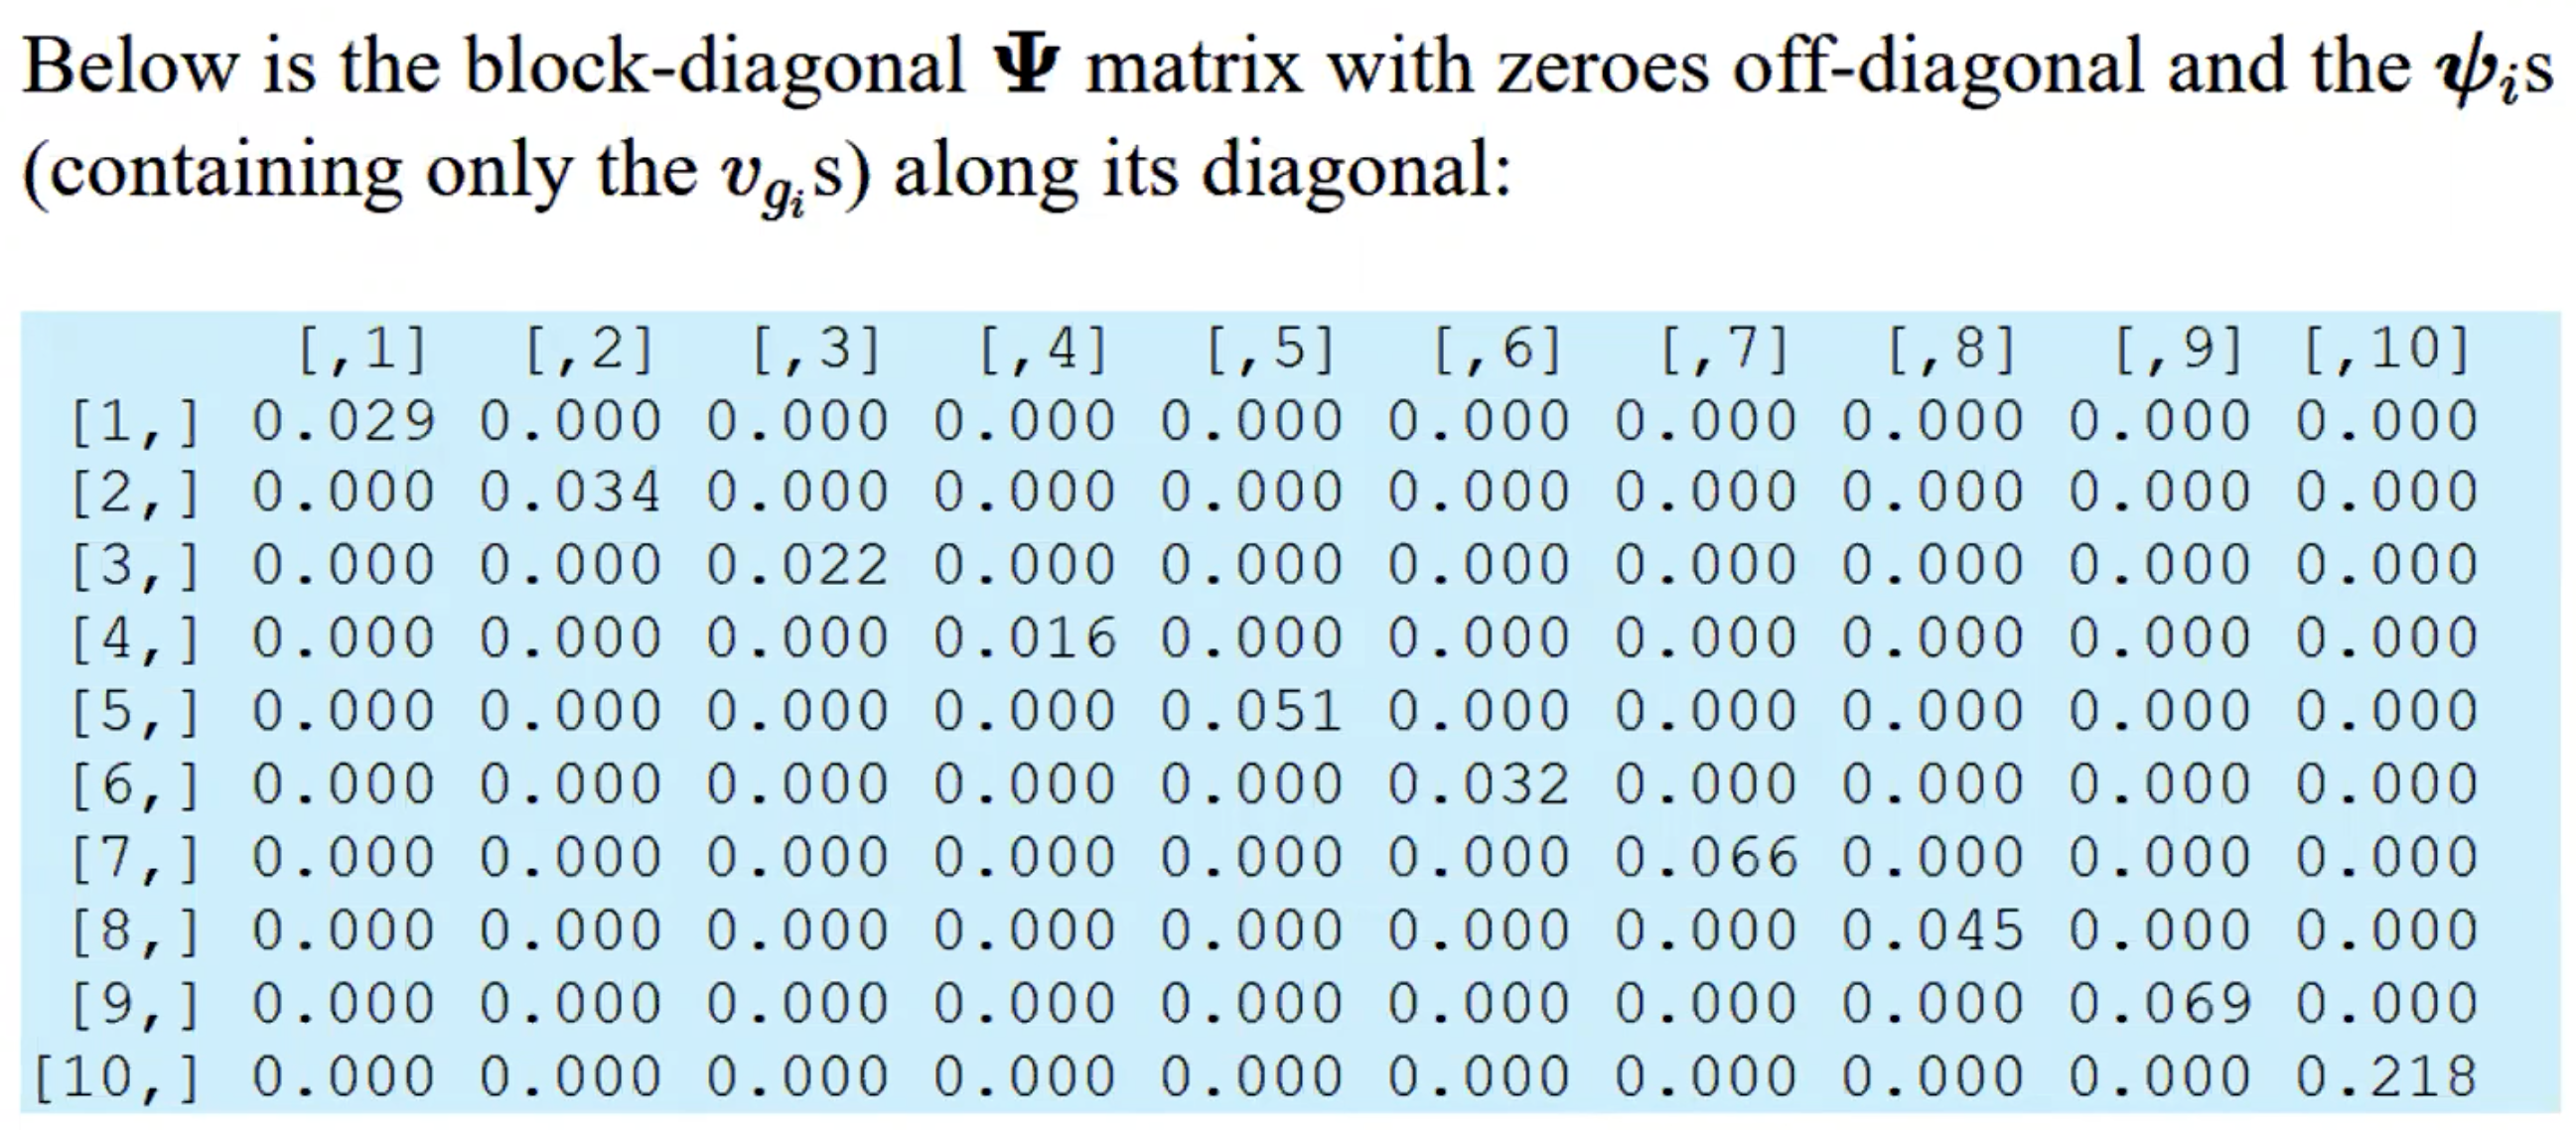 Below is the block-diagonal 𝚿 matrix with zeroes off-diagonal and the 𝝍ᵢs
(containing only the v_{g_i}s) along its diagonal:
[,1] [,2] [,3] [,4] [,5] [,6] [,7] [,8] [,9] [,10]
[1,] 0.029 0.000 0.000 0.000 0.000 0.000 0.000 0.000 0.000 0.000
[2,] 0.000 0.034 0.000 0.000 0.000 0.000 0.000 0.000 0.000 0.000
[3,] 0.000 0.000 0.022 0.000 0.000 0.000 0.000 0.000 0.000 0.000
[4,] 0.000 0.000 0.000 0.016 0.000 0.000 0.000 0.000 0.000 0.000
[5,] 0.000 0.000 0.000 0.000 0.051 0.000 0.000 0.000 0.000 0.000
[6,] 0.000 0.000 0.000 0.000 0.000 0.032 0.000 0.000 0.000 0.000
[7,] 0.000 0.000 0.000 0.000 0.000 0.000 0.066 0.000 0.000 0.000
[8,] 0.000 0.000 0.000 0.000 0.000 0.000 0.000 0.045 0.000 0.000
[9,] 0.000 0.000 0.000 0.000 0.000 0.000 0.000 0.000 0.069 0.000
[10,] 0.000 0.000 0.000 0.000 0.000 0.000 0.000 0.000 0.000 0.218